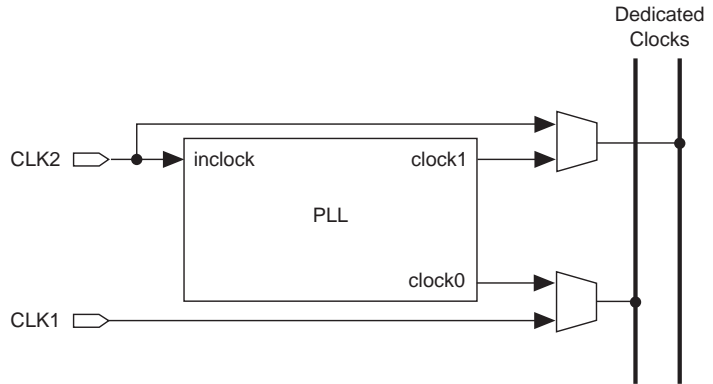 Dedicated
Clocks
CLK2
inclock
clock1
PLL
clock0
CLK1